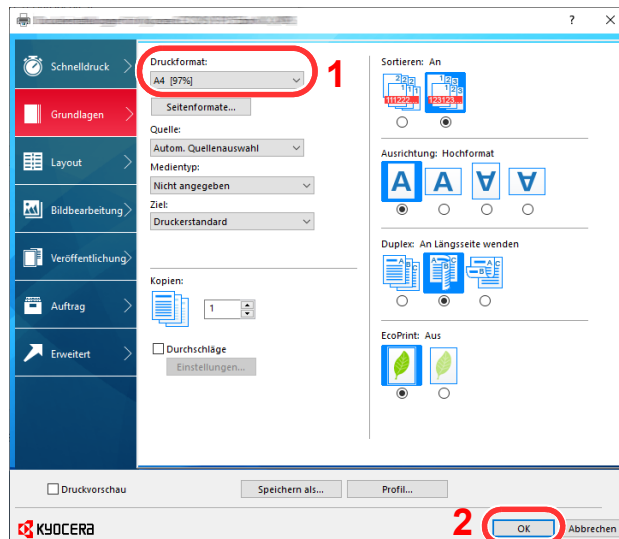 ?
Schnelldruck
Grundlagen
Layout
Bildbearbeitung
Veröffentlichung
Auftrag
Erweitert
Druckformat:
A4 [97%]
1
Seitenformate...
Quelle:
Autom. Quellenauswahl
Medientyp:
Nicht angegeben
Ziel:
Druckerstandard
Kopien:
1
Durchschläge
Einstellungen...
Sortieren: An
111222
123123
Ausrichtung: Hochformat
A A A A
Duplex: An Längsseite wenden
EcoPrint: Aus
Druckvorschau
Speichern als...
Profil...
KYOCERA
2
OK
Abbrechen